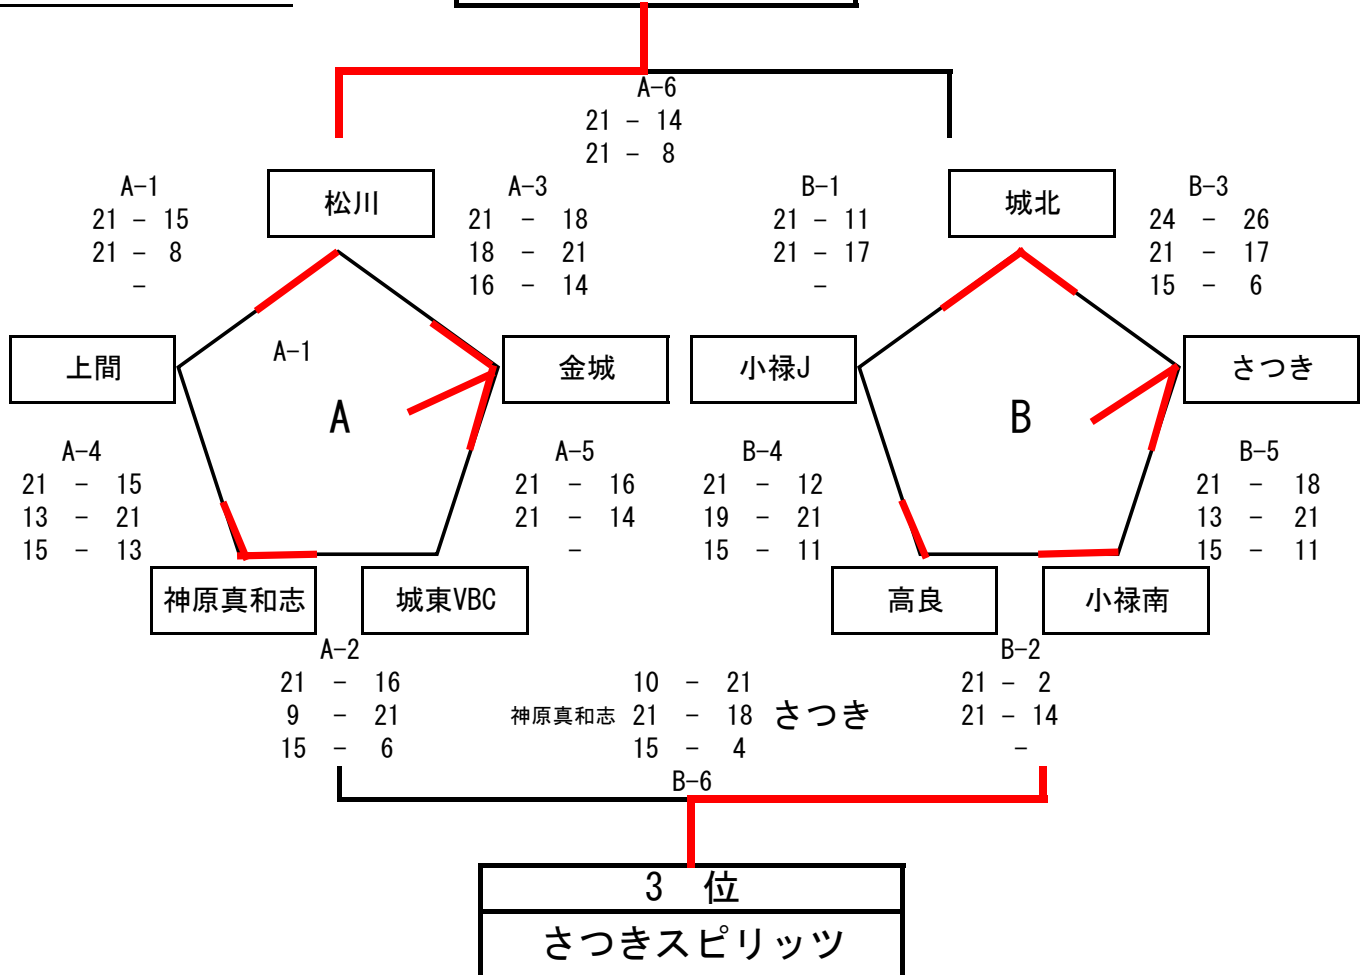 A-6
21 - 14
21 - 8
A-1
21 - 15
21 - 8
-
松川
A-3
21 - 18
18 - 21
16 - 14
B-1
21 - 11
21 - 17
-
城北
B-3
24 - 26
21 - 17
15 - 6
上間
A-1
A
金城
小禄J
B
さつき
A-4
21 - 15
13 - 21
15 - 13
A-5
21 - 16
21 - 14
-
B-4
21 - 12
19 - 21
15 - 11
B-5
21 - 18
13 - 21
15 - 11
神原真和志
城東VBC
高良
小禄南
A-2
21 - 16
9 - 21
15 - 6
10 - 21
神原真和志 21 - 18 さつき
15 - 4
B-2
21 - 2
21 - 14
-
B-6
3 位
さつきスピリッツ